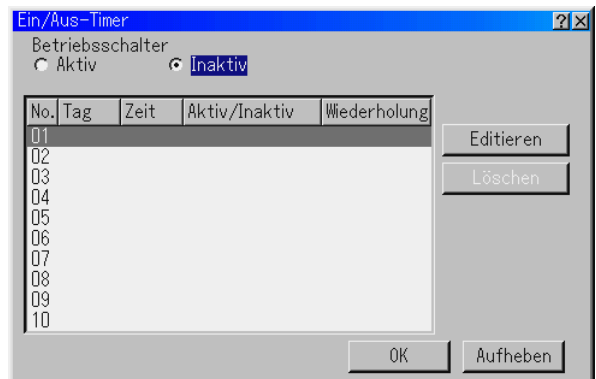 Ein/Aus-Timer
Betriebsschalter
Aktiv Inaktiv
No. Tag Zeit Aktiv/Inaktiv Wiederholung
01
02
03
04
05
06
07
08
09
10
Editieren
Löschen
OK Aufheben